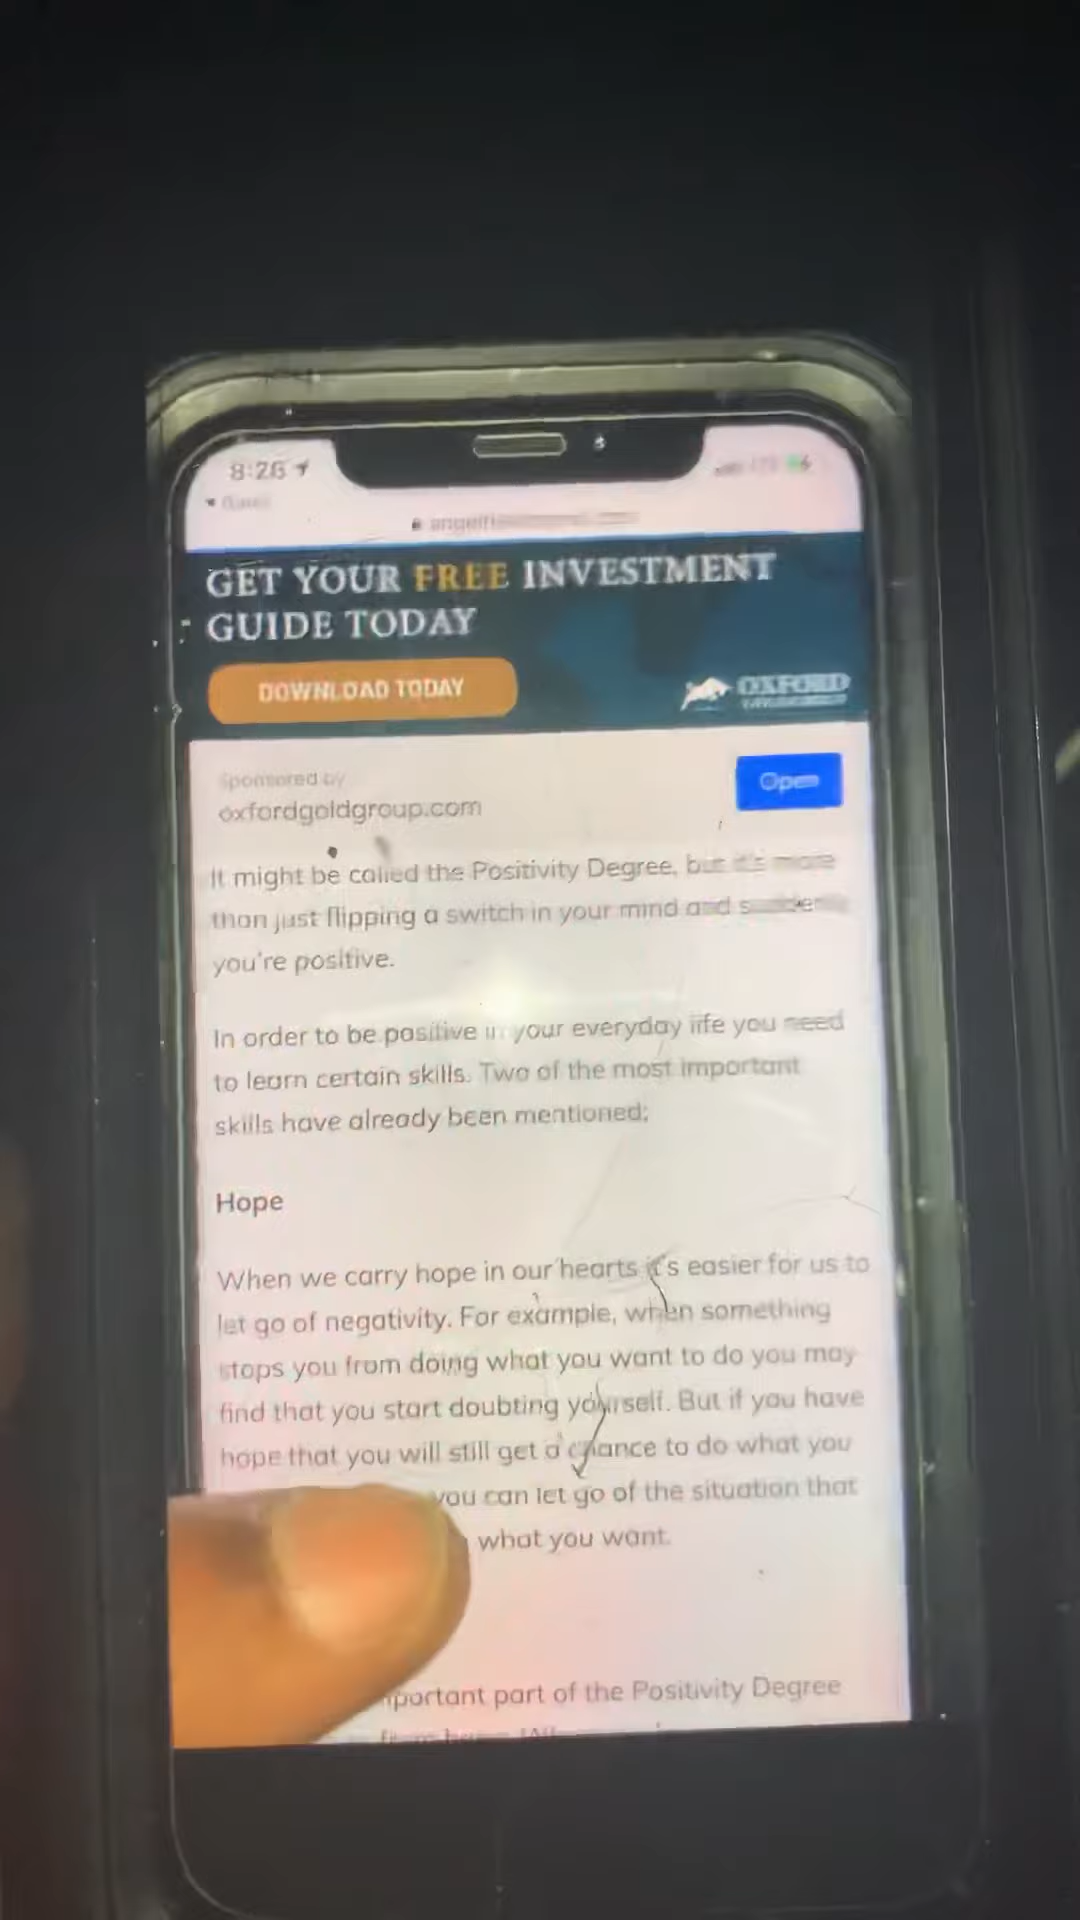 8:26
GET YOUR FREE INVESTMENT
GUIDE TODAY
DOWNLOAD TODAY
OXFORD
Sponsored by
oxfordgoldgroup.com
Open
It might be called the Positivity Degree, but it's more
than just flipping a switch in your mind and suddenly
you're positive.
In order to be positive in your everyday life you need
to learn certain skills. Two of the most important
skills have already been mentioned;
Hope
When we carry hope in our hearts it's easier for us to
let go of negativity. For example, when something
stops you from doing what you want to do you may
find that you start doubting yourself. But if you have
hope that you will still get a chance to do what you
you can let go of the situation that
what you want.
part of the Positivity Degree